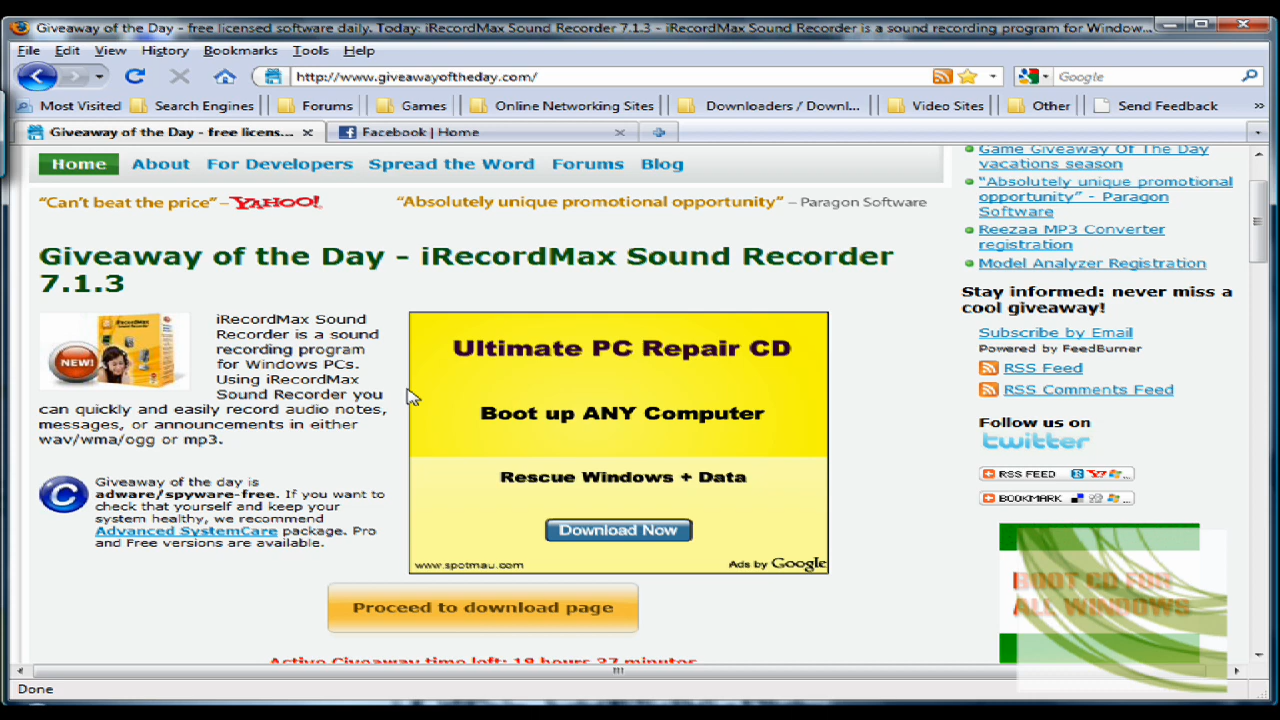 Giveaway of the Day - free licensed software daily. Today: iRecordMax Sound Recorder 7.1.3 - iRecordMax Sound Recorder is a sound recording program for Window...
File Edit View History Bookmarks Tools Help
http://www.giveawayoftheday.com/
Google
Most Visited Search Engines Forums Games Online Networking Sites Downloaders / Downl... Video Sites Other Send Feedback »
Giveaway of the Day - free licens... Facebook | Home
Home About For Developers Spread the Word Forums Blog
“Can't beat the price” – YAHOO! “Absolutely unique promotional opportunity” – Paragon Software
Giveaway of the Day - iRecordMax Sound Recorder
7.1.3
NEW!
iRecordMax Sound
Recorder is a sound
recording program
for Windows PCs.
Using iRecordMax
Sound Recorder you
can quickly and easily record audio notes,
messages, or announcements in either
wav/wma/ogg or mp3.
Giveaway of the day is
adware/spyware-free. If you want to
check that yourself and keep your
system healthy, we recommend
Advanced SystemCare package. Pro
and Free versions are available.
Ultimate PC Repair CD
Boot up ANY Computer
Rescue Windows + Data
Download Now
www.spotmau.com Ads by Google
Proceed to download page
Active Giveaway time left: 18 hours 27 minutes
Game Giveaway Of The Day
vacations season
“Absolutely unique promotional
opportunity” - Paragon
Software
Reezaa MP3 Converter
registration
Model Analyzer Registration
Stay informed: never miss a
cool giveaway!
Subscribe by Email
Powered by FeedBurner
RSS Feed
RSS Comments Feed
Follow us on
twitter
RSS FEED
BOOKMARK
BOOT CD FOR
ALL WINDOWS
Done